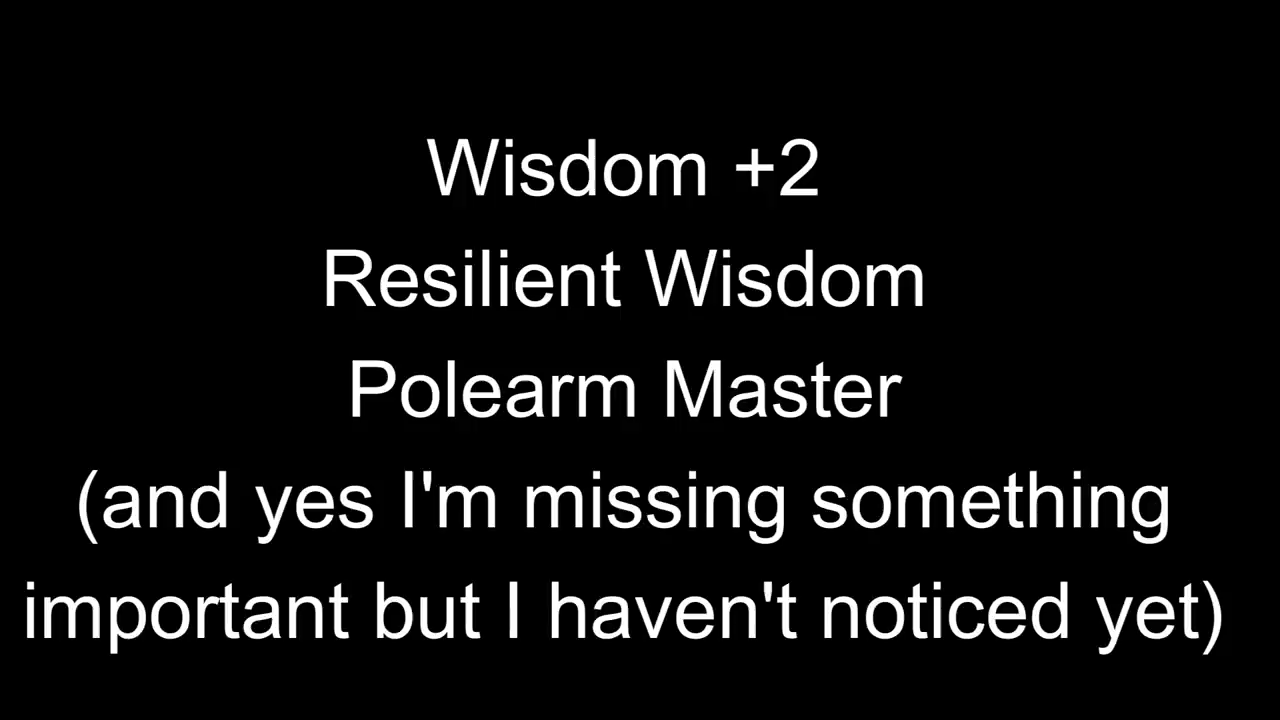 Wisdom +2
Resilient Wisdom
Polearm Master
(and yes I'm missing something
important but I haven't noticed yet)